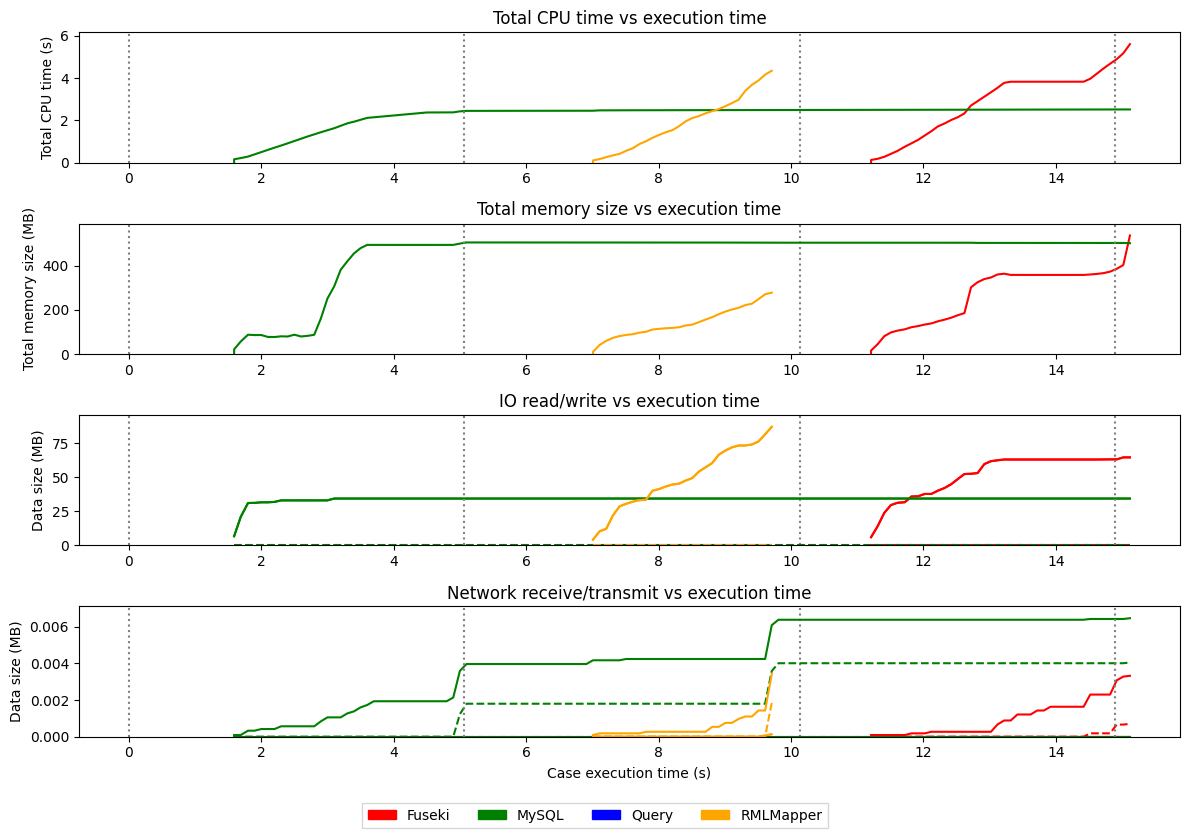 Total CPU time vs execution time
Total CPU time (s)
6
4
2
0
0 2 4 6 8 10 12 14
Total memory size vs execution time
Total memory size (MB)
400
200
0
0 2 4 6 8 10 12 14
IO read/write vs execution time
Data size (MB)
75
50
25
0
0 2 4 6 8 10 12 14
Network receive/transmit vs execution time
Data size (MB)
0.006
0.004
0.002
0.000
0 2 4 6 8 10 12 14
Case execution time (s)
Fuseki MySQL Query RMLMapper